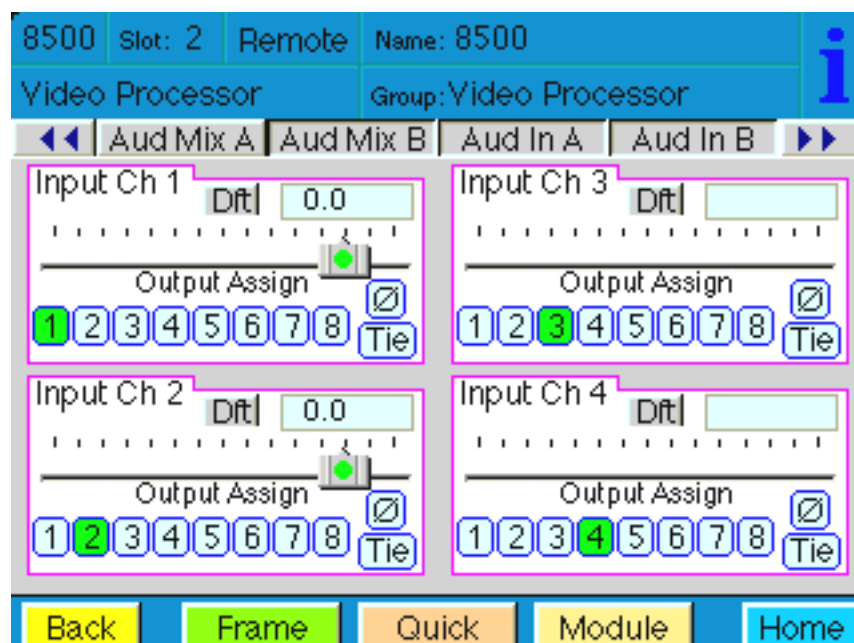 8500 Slot: 2 Remote Name: 8500
Video Processor Group: Video Processor
i
Aud Mix A Aud Mix B Aud In A Aud In B
Input Ch 1 Dft 0.0
Output Assign
1 2 3 4 5 6 7 8 Ø Tie
Input Ch 3 Dft
Output Assign
1 2 3 4 5 6 7 8 Ø Tie
Input Ch 2 Dft 0.0
Output Assign
1 2 3 4 5 6 7 8 Ø Tie
Input Ch 4 Dft
Output Assign
1 2 3 4 5 6 7 8 Ø Tie
Back Frame Quick Module Home